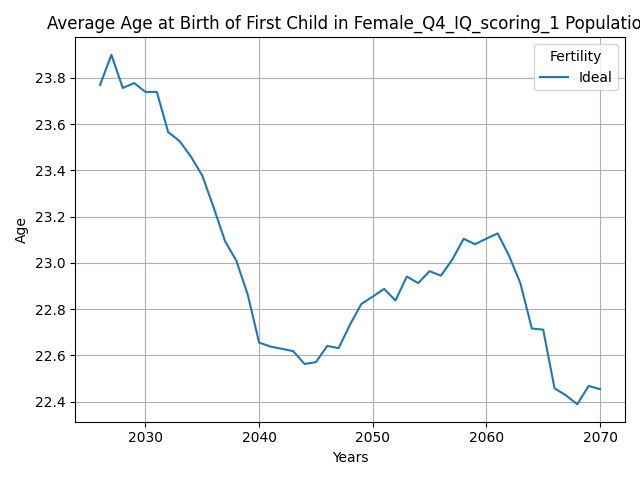 Average Age at Birth of First Child in Female_Q4_IQ_scoring_1 Populatio
Fertility
Ideal
23.8
23.6
23.4
23.2
23.0
22.8
22.6
22.4
Age
2030 2040 2050 2060 2070
Years